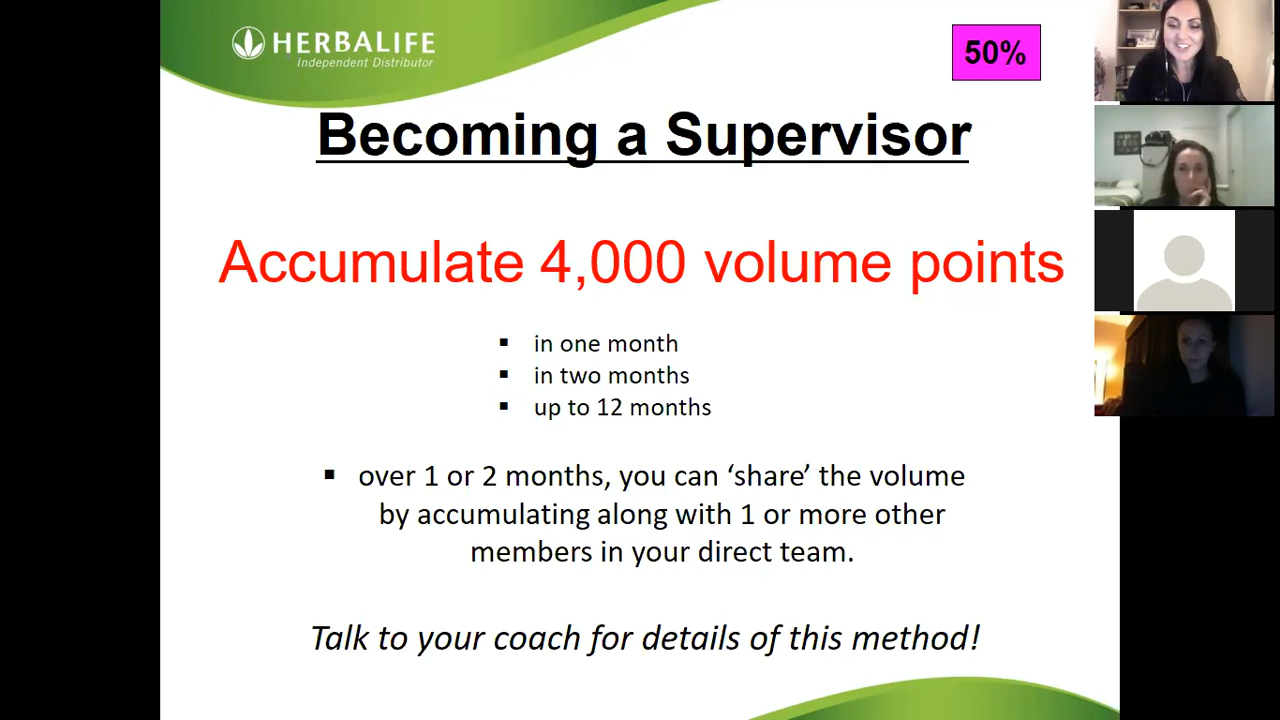 HERBALIFE
Independent Distributor
50%
Becoming a Supervisor
Accumulate 4,000 volume points
▪ in one month
▪ in two months
▪ up to 12 months
▪ over 1 or 2 months, you can ‘share’ the volume
by accumulating along with 1 or more other
members in your direct team.
Talk to your coach for details of this method!